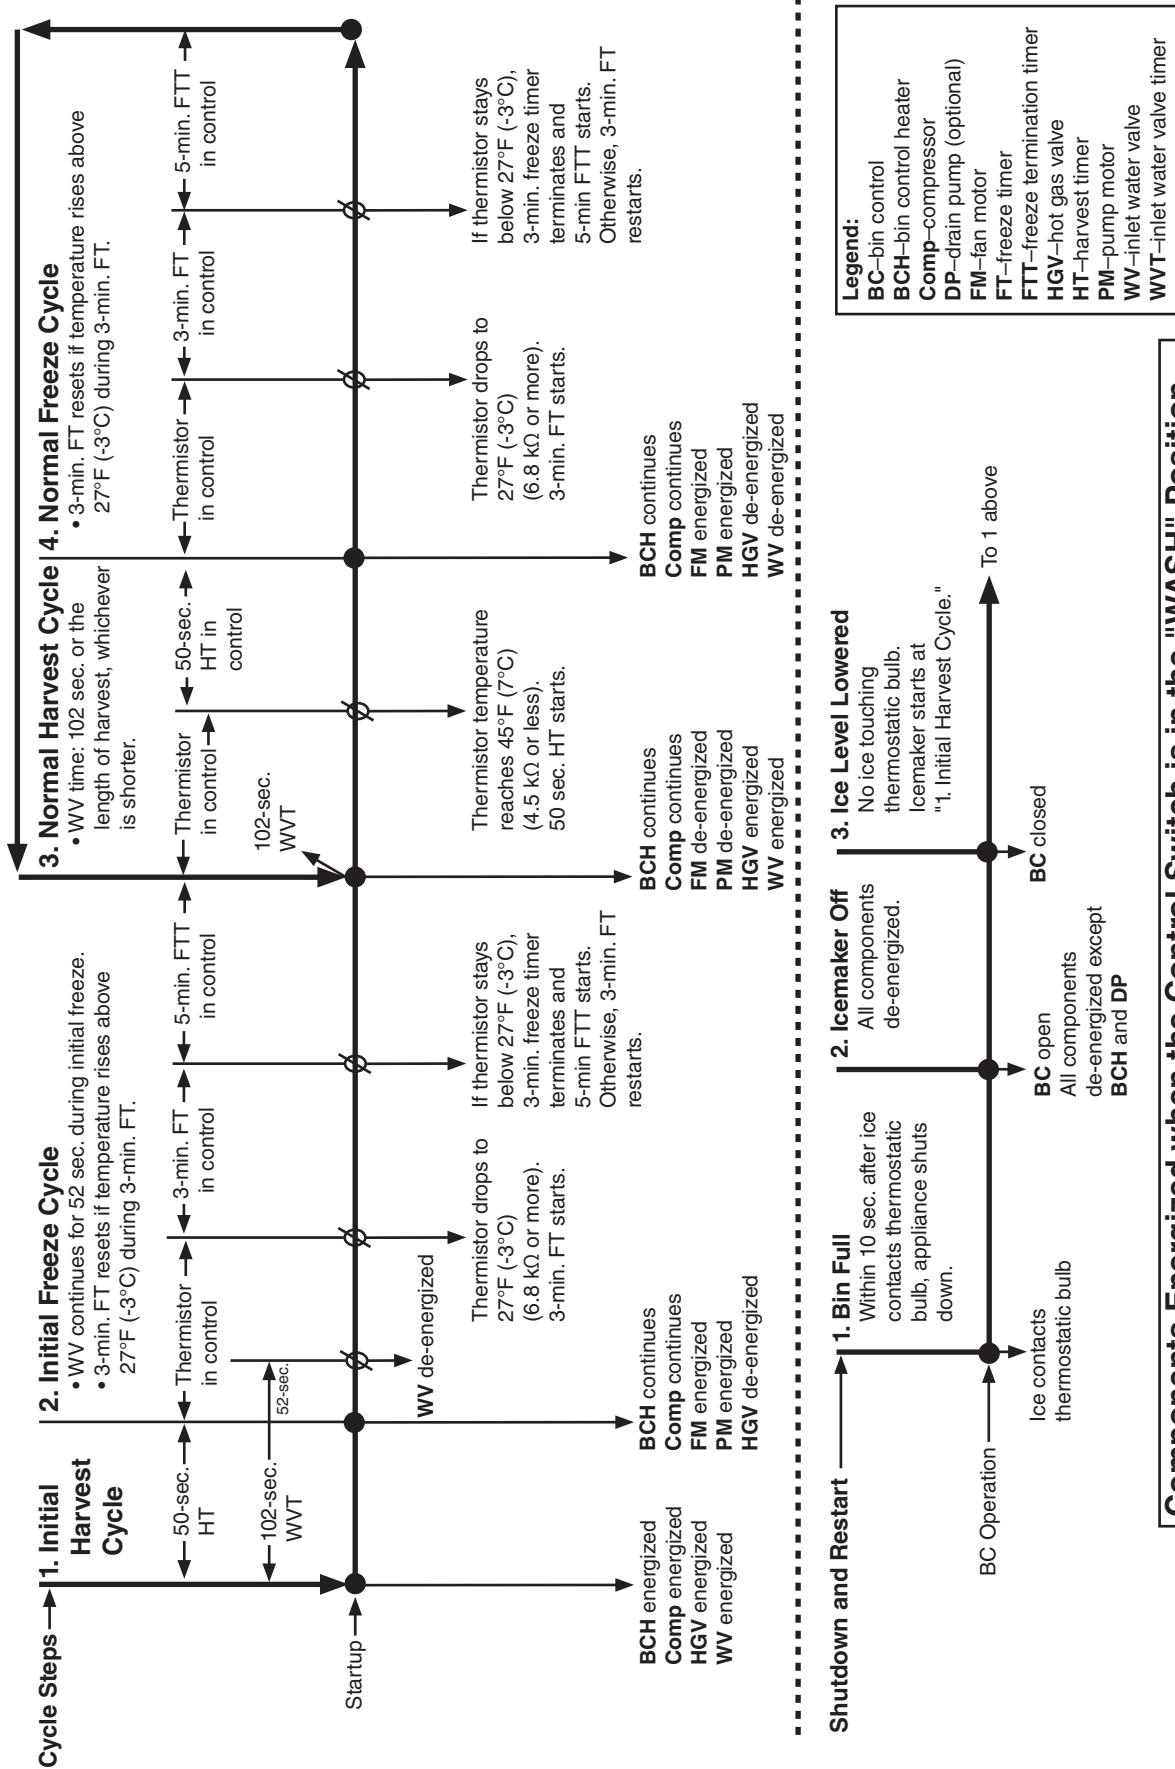 Cycle Steps
1. Initial
Harvest
Cycle
50-sec.
HT
102-sec.
WVT
Startup
BCH energized
Comp energized
HGV energized
WV energized
2. Initial Freeze Cycle
• WV continues for 52 sec. during initial freeze.
• 3-min. FT resets if temperature rises above
27°F (-3°C) during 3-min. FT.
Thermistor
in control
3-min. FT
in control
5-min. FTT
in control
52-sec.
WV de-energized
Thermistor drops to
27°F (-3°C)
(6.8 kΩ or more).
3-min. FT starts.
If thermistor stays
below 27°F (-3°C),
3-min. freeze timer
terminates and
5-min FTT starts.
Otherwise, 3-min. FT
restarts.
BCH continues
Comp continues
FM energized
PM energized
HGV de-energized
3. Normal Harvest Cycle
• WV time: 102 sec. or the
length of harvest, whichever
is shorter.
Thermistor
in control
50-sec.
HT in
control
102-sec.
WVT
Thermistor temperature
reaches 45°F (7°C)
(4.5 kΩ or less).
50 sec. HT starts.
BCH continues
Comp continues
FM de-energized
PM de-energized
HGV energized
WV energized
4. Normal Freeze Cycle
• 3-min. FT resets if temperature rises above
27°F (-3°C) during 3-min. FT.
Thermistor
in control
3-min. FT
in control
5-min. FTT
in control
Thermistor drops to
27°F (-3°C)
(6.8 kΩ or more).
3-min. FT starts.
If thermistor stays
below 27°F (-3°C),
3-min. freeze timer
terminates and
5-min FTT starts.
Otherwise, 3-min. FT
restarts.
BCH continues
Comp continues
FM energized
PM energized
HGV de-energized
WV de-energized
Shutdown and Restart
1. Bin Full
Within 10 sec. after ice
contacts thermostatic
bulb, appliance shuts
down.
BC Operation
Ice contacts
thermostatic bulb
2. Icemaker Off
All components
de-energized.
BC open
All components
de-energized except
BCH and DP
3. Ice Level Lowered
No ice touching
thermostatic bulb.
Icemaker starts at
"1. Initial Harvest Cycle."
BC closed
To 1 above
Legend:
BC–bin control
BCH–bin control heater
Comp–compressor
DP–drain pump (optional)
FM–fan motor
FT–freeze timer
FTT–freeze termination timer
HGV–hot gas valve
HT–harvest timer
PM–pump motor
WV–inlet water valve
WVT–inlet water valve timer
Components Energized when the Control Switch is in the "WASH" Position